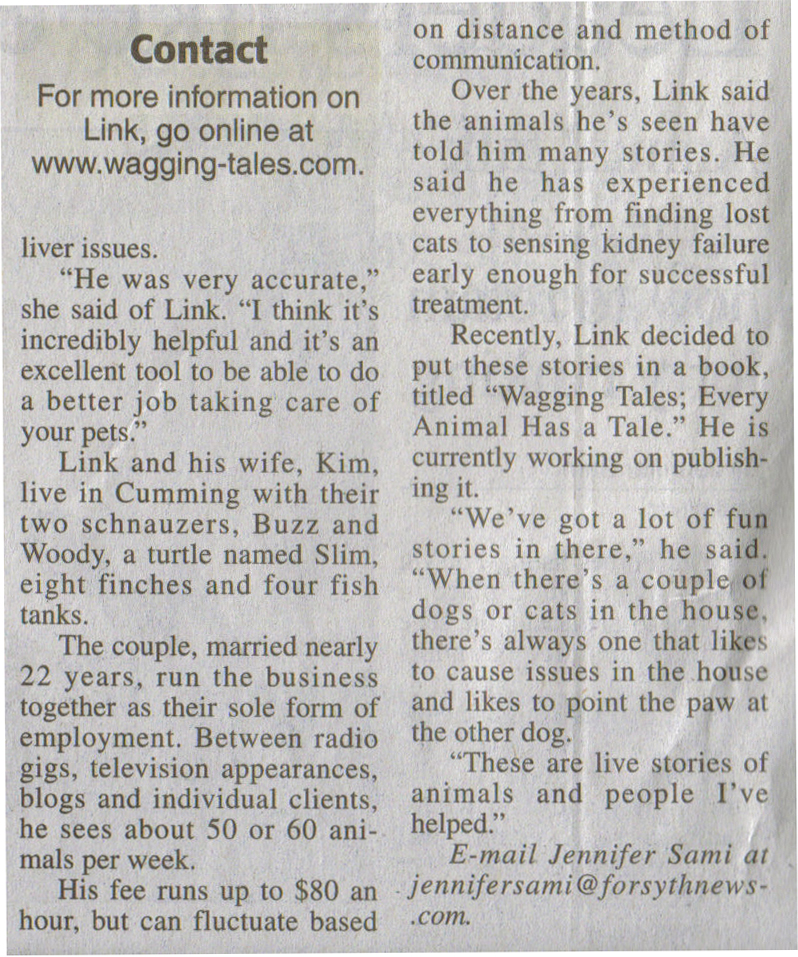 Contact
For more information on
Link, go online at
www.wagging-tales.com.
liver issues.
“He was very accurate,”
she said of Link. “I think it’s
incredibly helpful and it’s an
excellent tool to be able to do
a better job taking care of
your pets.”
Link and his wife, Kim,
live in Cumming with their
two schnauzers, Buzz and
Woody, a turtle named Slim,
eight finches and four fish
tanks.
The couple, married nearly
22 years, run the business
together as their sole form of
employment. Between radio
gigs, television appearances,
blogs and individual clients,
he sees about 50 or 60 ani-
mals per week.
His fee runs up to $80 an
hour, but can fluctuate based
on distance and method of
communication.
Over the years, Link said
the animals he’s seen have
told him many stories. He
said he has experienced
everything from finding lost
cats to sensing kidney failure
early enough for successful
treatment.
Recently, Link decided to
put these stories in a book,
titled “Wagging Tales; Every
Animal Has a Tale.” He is
currently working on publish-
ing it.
“We’ve got a lot of fun
stories in there,” he said.
“When there’s a couple of
dogs or cats in the house,
there’s always one that likes
to cause issues in the house
and likes to point the paw at
the other dog.
“These are live stories of
animals and people I’ve
helped.”
E-mail Jennifer Sami at
jennifersami@forsythnews-
.com.